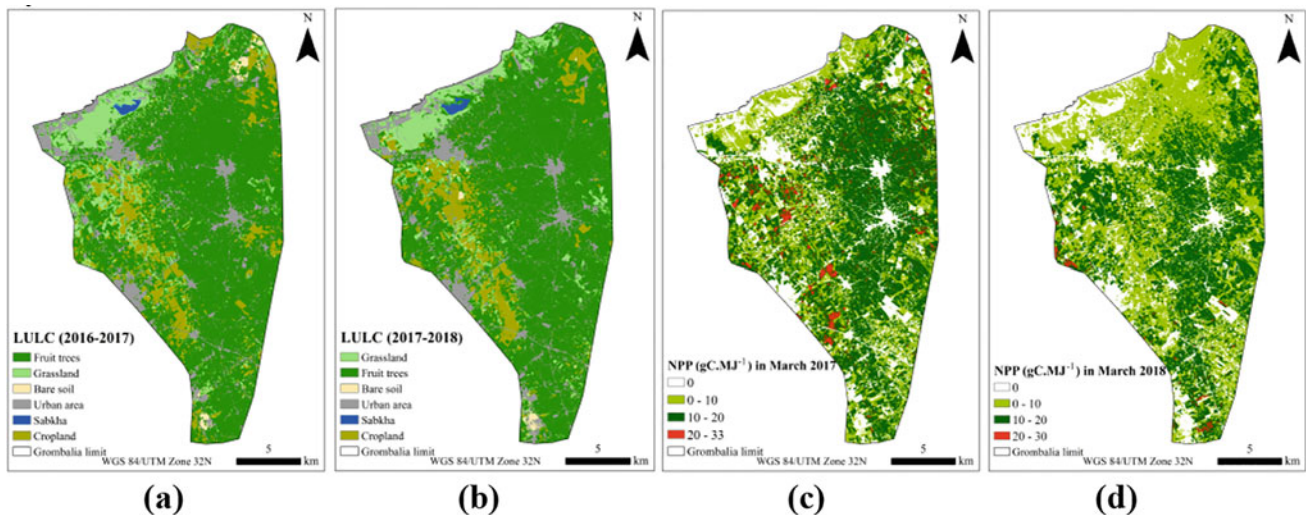 N
LULC (2016-2017)
Fruit trees
Grassland
Bare soil
Urban area
Sabkha
Cropland
Grombalia limit
5
km
WGS 84/UTM Zone 32N
(a)
N
LULC (2017-2018)
Grassland
Fruit trees
Bare soil
Urban area
Sabkha
Cropland
Grombalia limit
5
km
WGS 84/UTM Zone 32N
(b)
N
NPP (gC.MJ⁻¹) in March 2017
0
0 - 10
10 - 20
20 - 33
Grombalia limit
5
km
WGS 84/UTM Zone 32N
(c)
N
NPP (gC.MJ⁻¹) in March 2018
0
0 - 10
10 - 20
20 - 30
Grombalia limit
5
km
WGS 84/UTM Zone 32N
(d)